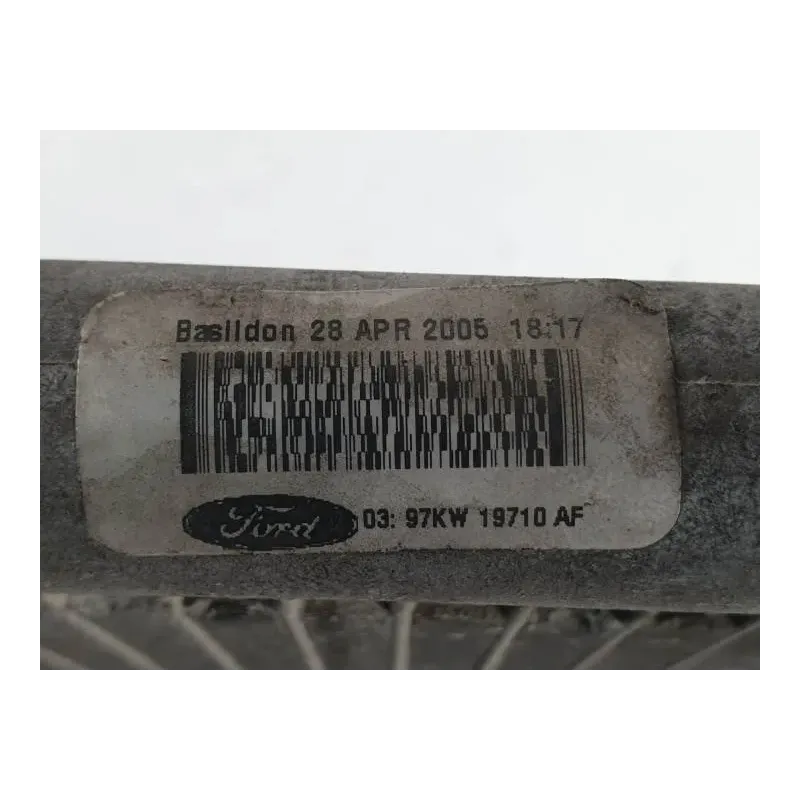 Basildon 28 APR 2005 18:17
Ford 03: 97KW 19710 AF